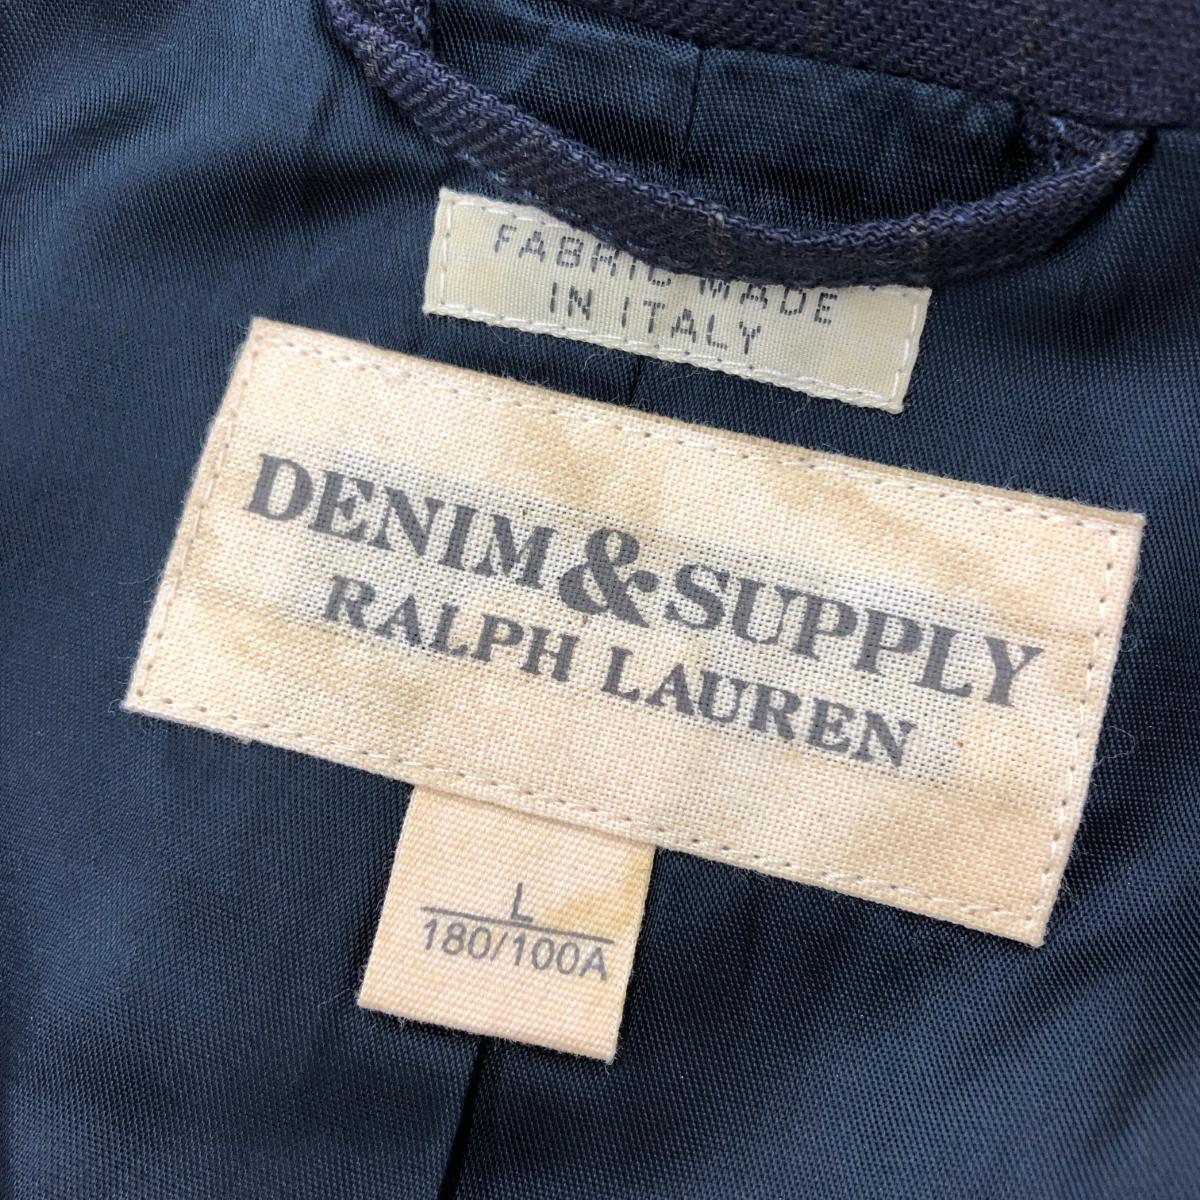 FABRIC MADE
IN ITALY
DENIM & SUPPLY
RALPH LAUREN
L
180/100A